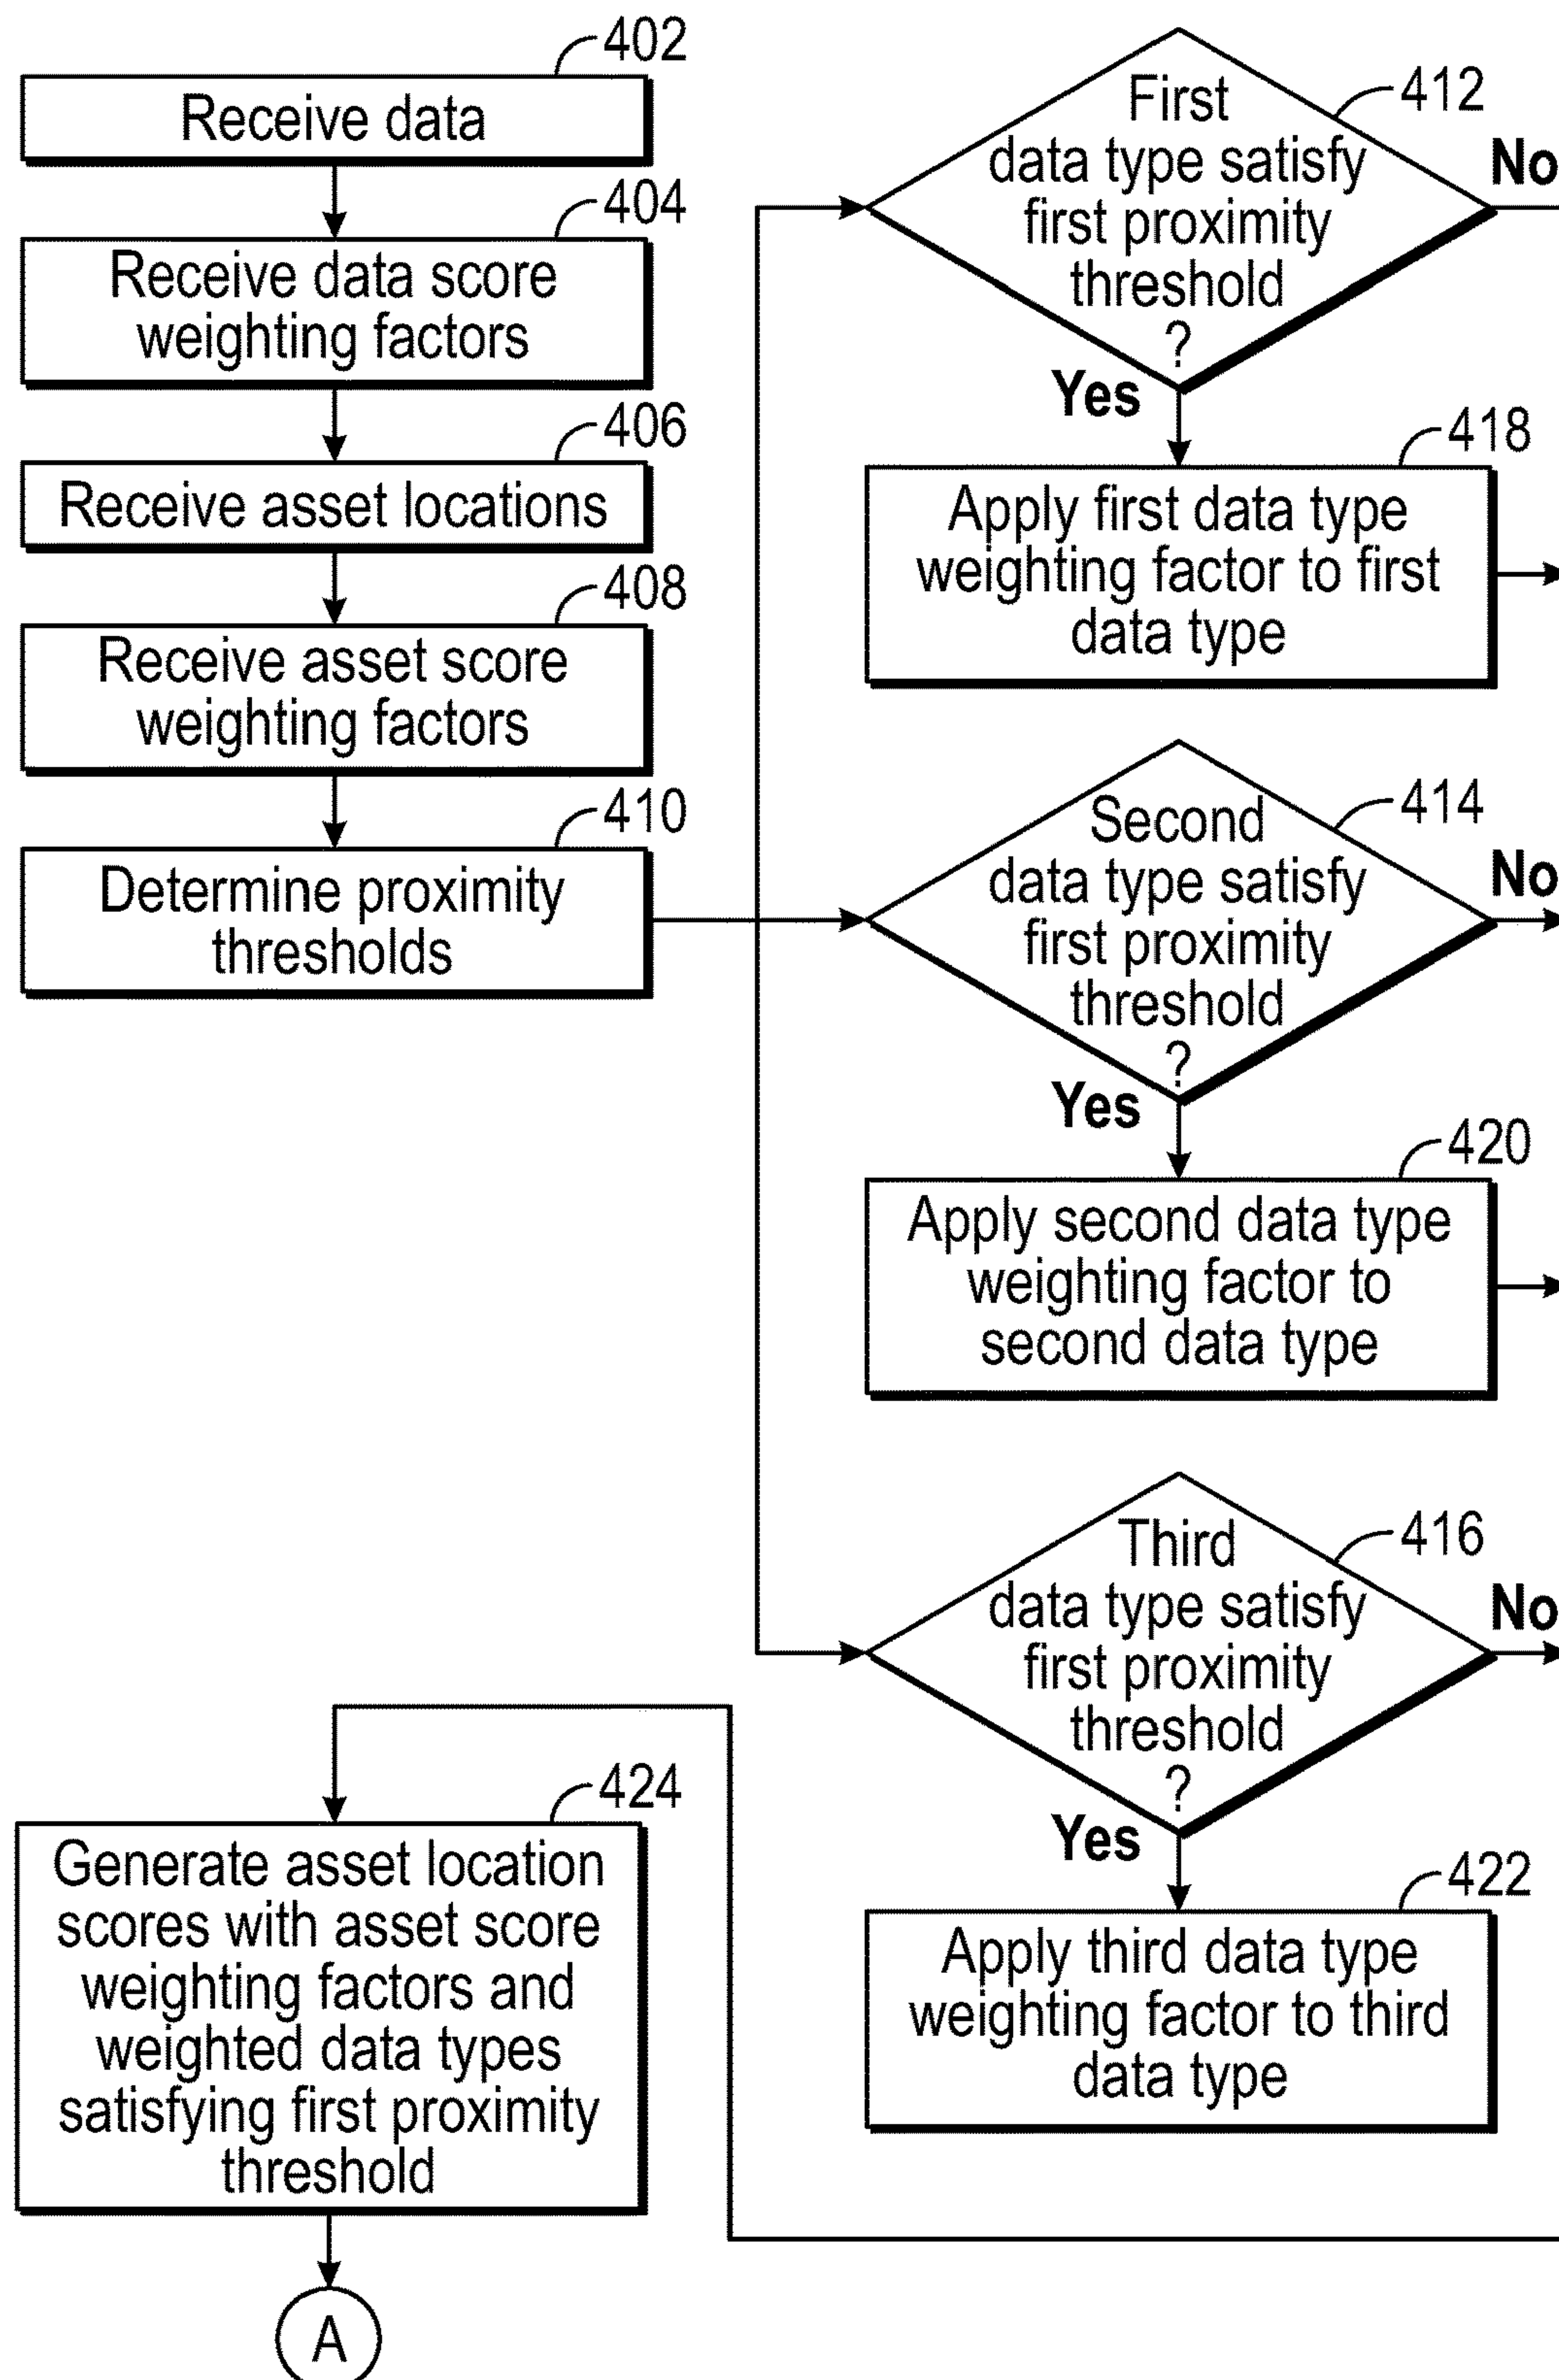 402
Receive data
404
Receive data score
weighting factors
406
Receive asset locations
408
Receive asset score
weighting factors
410
Determine proximity
thresholds
412
First
data type satisfy
first proximity
threshold
?
No
Yes
418
Apply first data type
weighting factor to first
data type
414
Second
data type satisfy
first proximity
threshold
?
No
Yes
420
Apply second data type
weighting factor to
second data type
416
Third
data type satisfy
first proximity
threshold
?
No
Yes
422
Apply third data type
weighting factor to third
data type
424
Generate asset location
scores with asset score
weighting factors and
weighted data types
satisfying first proximity
threshold
A